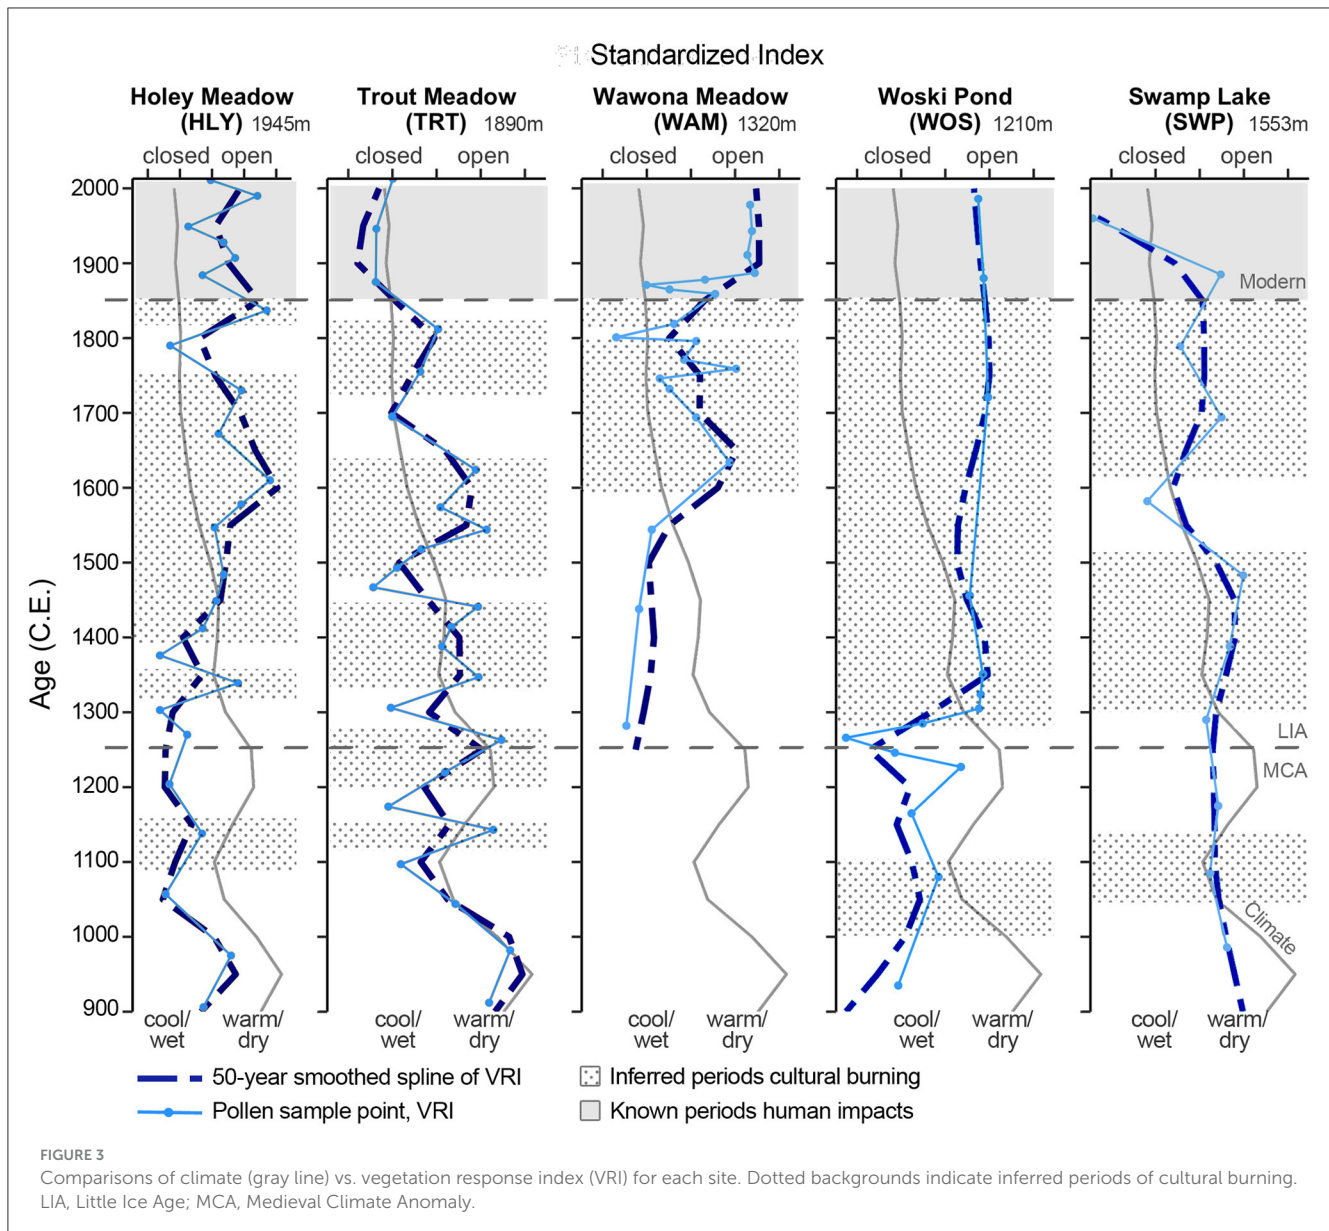 Standardized Index
Holey Meadow
(HLY) 1945m
Trout Meadow
(TRT) 1890m
Wawona Meadow
(WAM) 1320m
Woski Pond
(WOS) 1210m
Swamp Lake
(SWP) 1553m
closed open closed open closed open closed open closed open
2000
1900
Modern
1800
1700
1600
1500
1400
1300
LIA
MCA
1200
1100
1000
900
Age (C.E.)
Climate
cool/ warm/ cool/ warm/ cool/ warm/ cool/ warm/ cool/ warm/
wet dry wet dry wet dry wet dry wet dry
50-year smoothed spline of VRI
Pollen sample point, VRI
Inferred periods cultural burning
Known periods human impacts
FIGURE 3
Comparisons of climate (gray line) vs. vegetation response index (VRI) for each site. Dotted backgrounds indicate inferred periods of cultural burning.
LIA, Little Ice Age; MCA, Medieval Climate Anomaly.